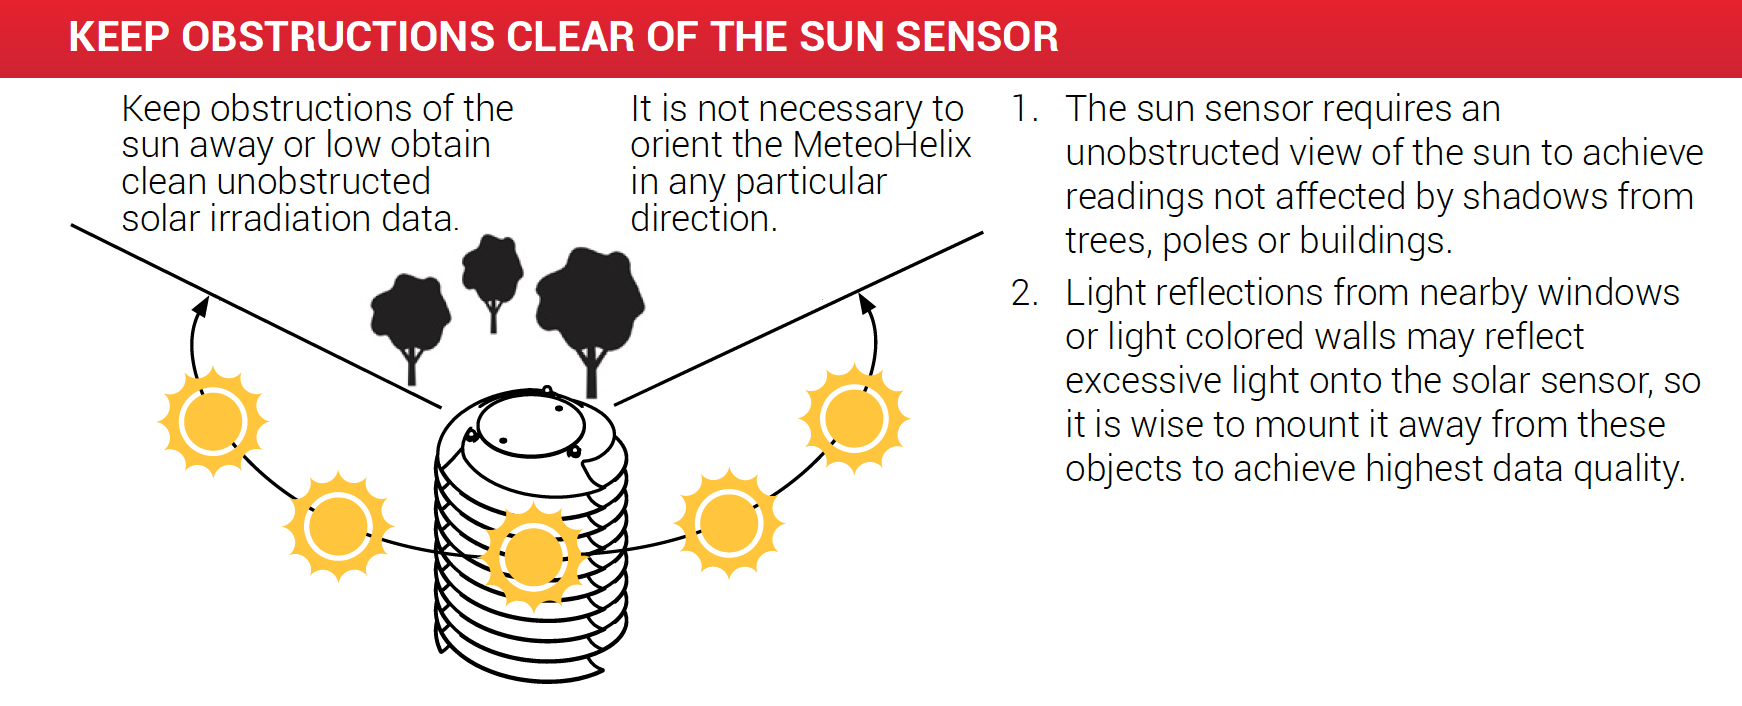 KEEP OBSTRUCTIONS CLEAR OF THE SUN SENSOR
Keep obstructions of the
sun away or low obtain
clean unobstructed
solar irradiation data.
It is not necessary to
orient the MeteoHelix
in any particular
direction.
1. The sun sensor requires an
unobstructed view of the sun to achieve
readings not affected by shadows from
trees, poles or buildings.
2. Light reflections from nearby windows
or light colored walls may reflect
excessive light onto the solar sensor, so
it is wise to mount it away from these
objects to achieve highest data quality.